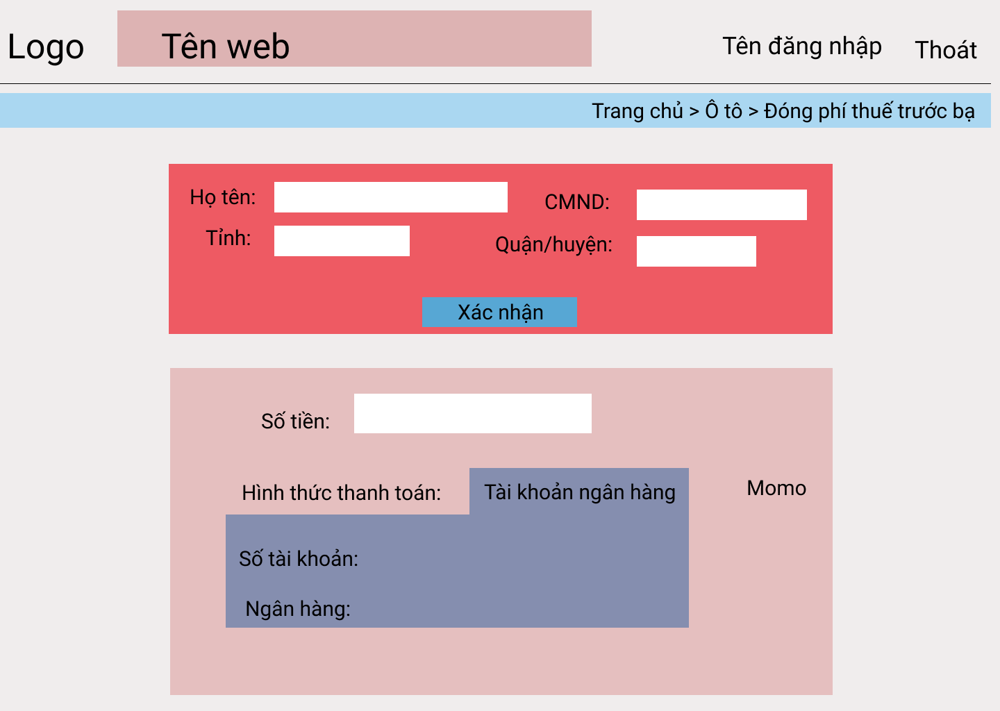 Logo
Tên web
Tên đăng nhập
Thoát
Trang chủ > Ô tô > Đóng phí thuế trước bạ
Họ tên:
CMND:
Tỉnh:
Quận/huyện:
Xác nhận
Số tiền:
Hình thức thanh toán:
Tài khoản ngân hàng
Momo
Số tài khoản:
Ngân hàng: